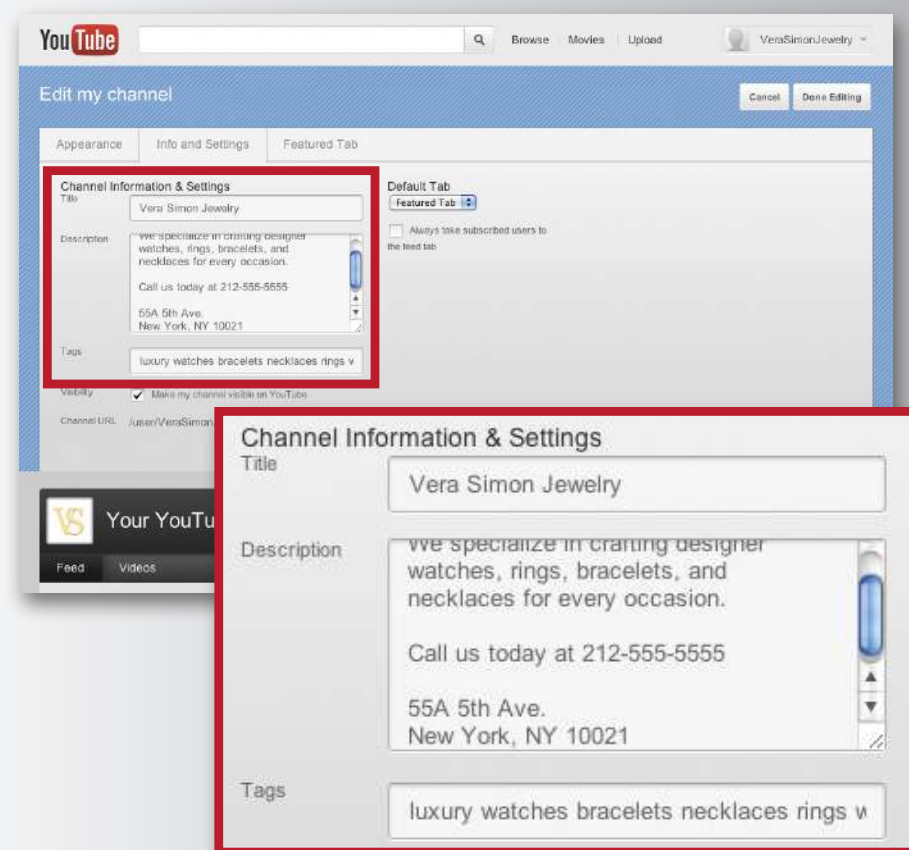 YouTube
Browse Movies Upload VeraSimonJewelry
Edit my channel
Cancel Done Editing
Appearance Info and Settings Featured Tab
Channel Information & Settings
Title
Vera Simon Jewelry
Description
We specialize in crafting designer
watches, rings, bracelets, and
necklaces for every occasion.
Call us today at 212-555-5555
55A 5th Ave.
New York, NY 10021
Tags
luxury watches bracelets necklaces rings
Visibility
Make my channel visible on YouTube
Channel URL /user/VeraSimon
Default Tab
Featured Tab
Always take subscribed users to
the feed tab
VS
Your YouTu
Feed Videos
Channel Information & Settings
Title
Vera Simon Jewelry
Description
We specialize in crafting designer
watches, rings, bracelets, and
necklaces for every occasion.
Call us today at 212-555-5555
55A 5th Ave.
New York, NY 10021
Tags
luxury watches bracelets necklaces rings